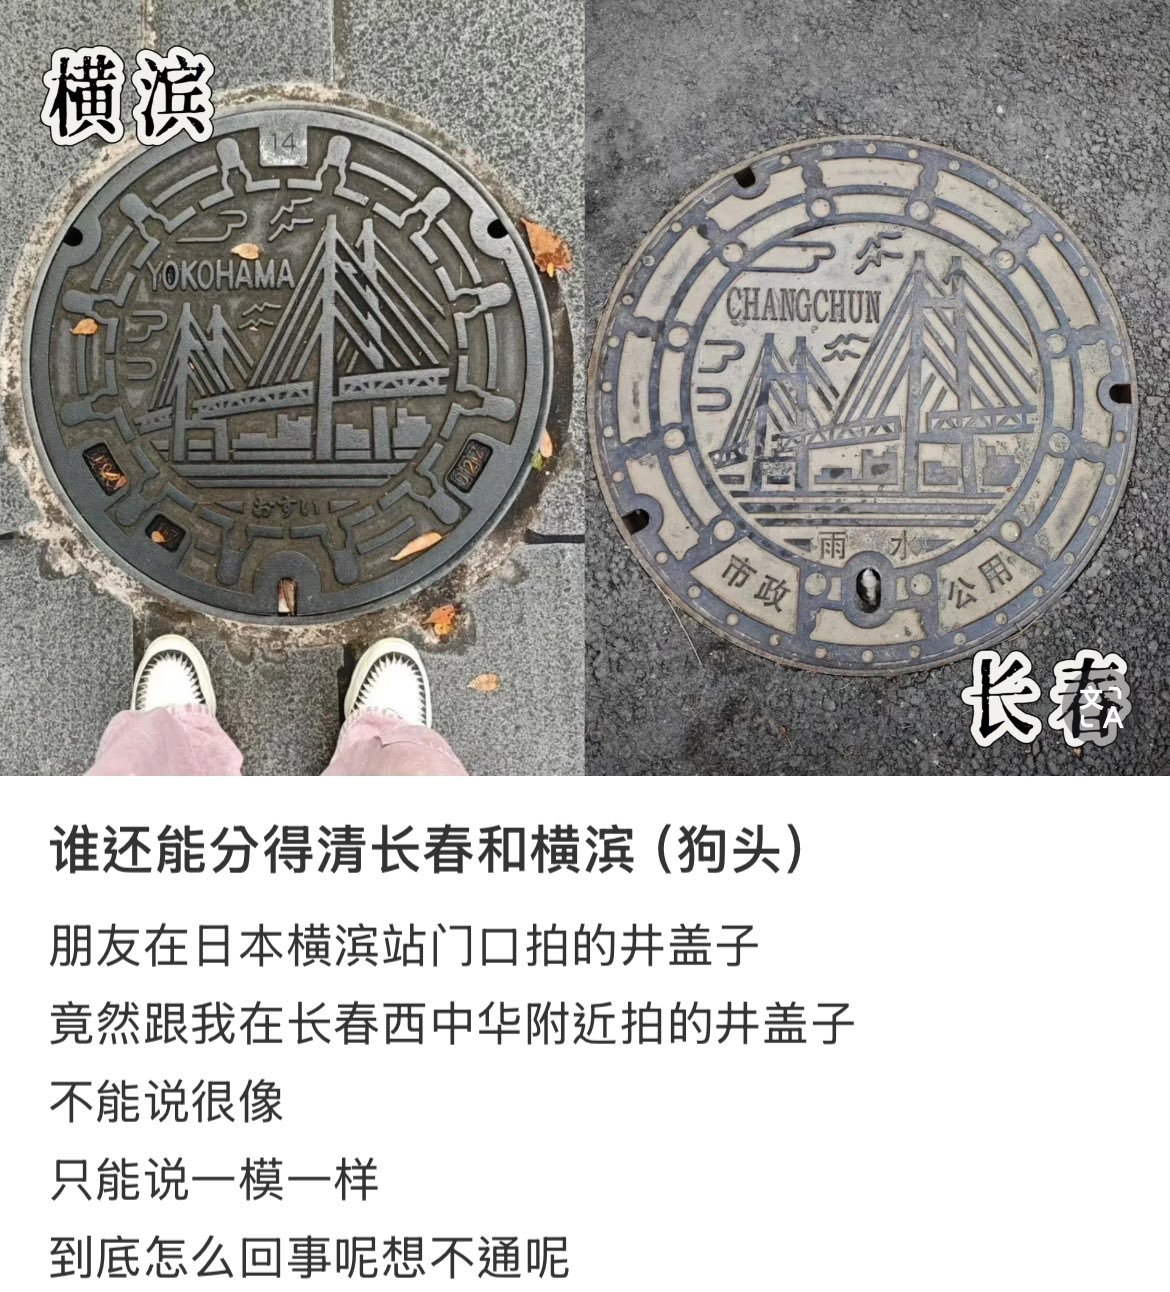 横滨
14
YOKOHAMA
おすい
CHANGCHUN
雨 水
市政
公用
长春
谁还能分得清长春和横滨（狗头）
朋友在日本横滨站门口拍的井盖子
竟然跟我在长春西中华附近拍的井盖子
不能说很像
只能说一模一样
到底怎么回事呢想不通呢